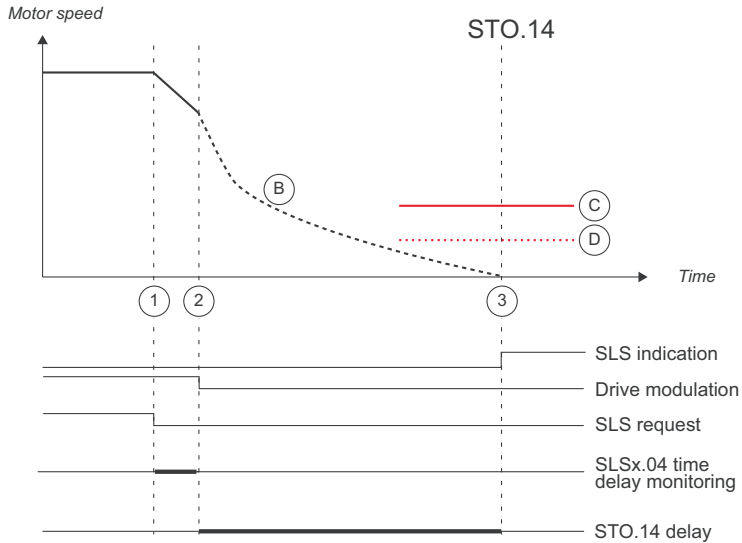 Motor speed
STO.14
B
C
D
Time
1
2
3
SLS indication
Drive modulation
SLS request
SLSx.04 time
delay monitoring
STO.14 delay